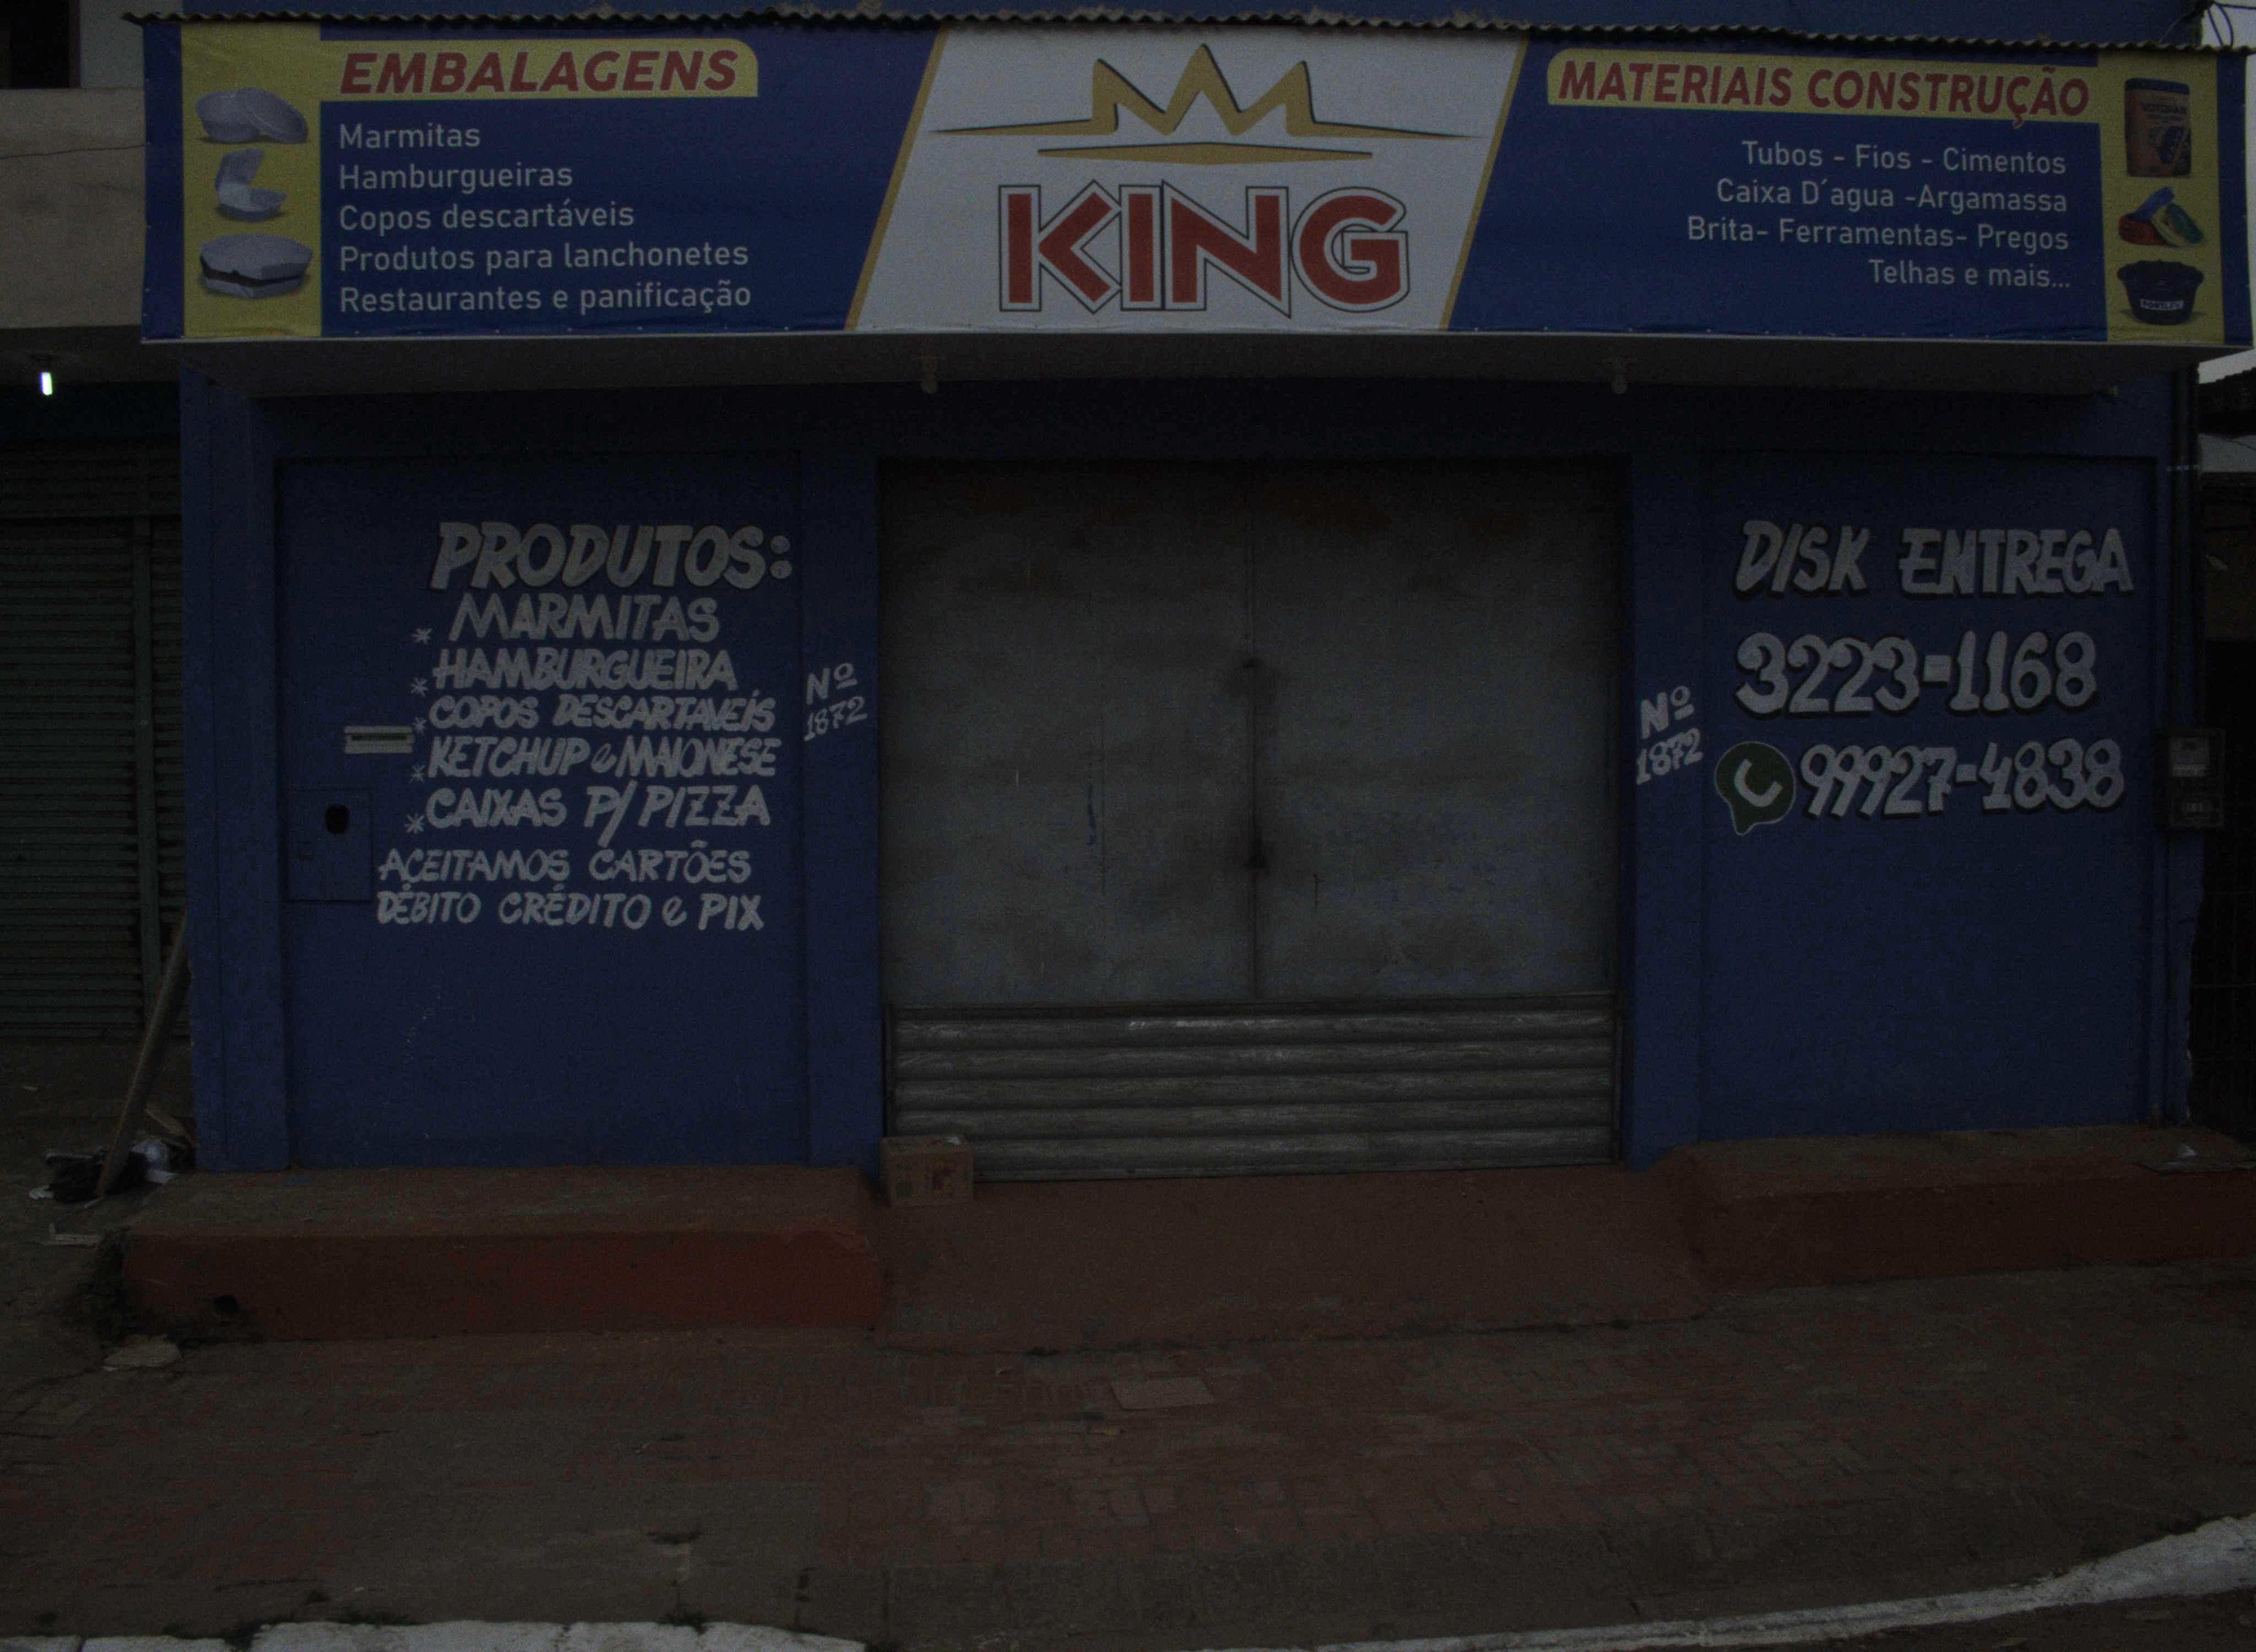 EMBALAGENS
Marmitas
Hamburgueiras
Copos descartáveis
Produtos para lanchonetes
Restaurantes e panificação
KING
MATERIAIS CONSTRUÇÃO
Tubos - Fios - Cimentos
Caixa D´agua -Argamassa
Brita- Ferramentas- Pregos
Telhas e mais...
PRODUTOS:
* MARMITAS
* HAMBURGUEIRA
* COPOS DESCARTAVEÍS
* KETCHUP e MAIONESE
* CAIXAS P/ PIZZA
ACEITAMOS CARTÕES
DÉBITO CRÉDITO e PIX
Nº
1872
Nº
1872
DISK ENTREGA
3223-1168
99927-4838